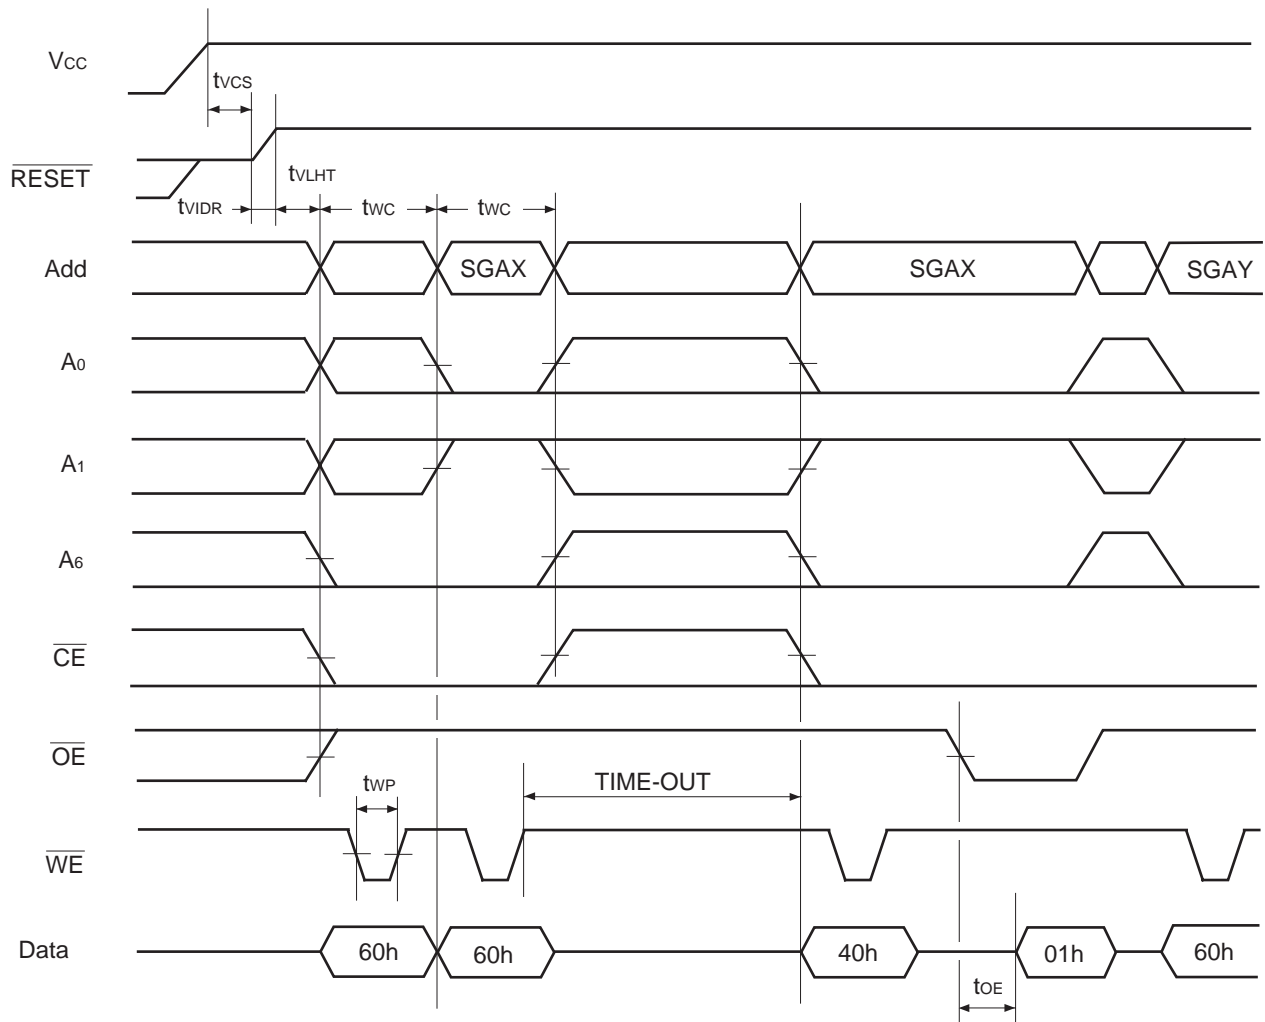 VCC
tVCS
RESET
tVLHT
tVIDR tWC tWC
Add SGAX SGAX SGAY
A0
A1
A6
CE
OE
tWP TIME-OUT
WE
Data 60h 60h 40h 01h 60h
tOE